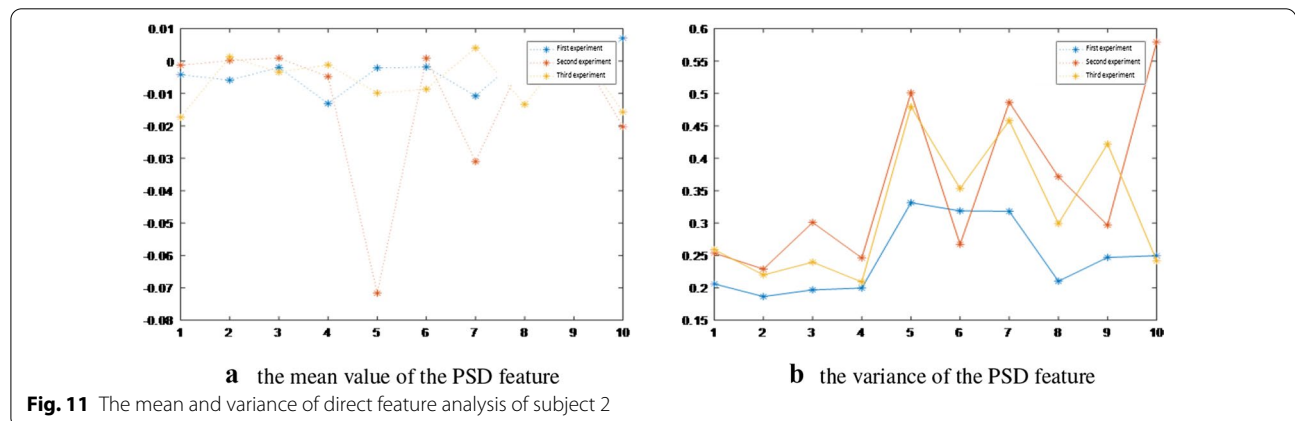 0.01
0
-0.01
-0.02
-0.03
-0.04
-0.05
-0.06
-0.07
-0.08
1 2 3 4 5 6 7 8 9 10
First experiment
Second experiment
Third experiment
0.6
0.55
0.5
0.45
0.4
0.35
0.3
0.25
0.2
0.15
1 2 3 4 5 6 7 8 9 10
First experiment
Second experiment
Third experiment
a the mean value of the PSD feature
b the variance of the PSD feature
Fig. 11 The mean and variance of direct feature analysis of subject 2